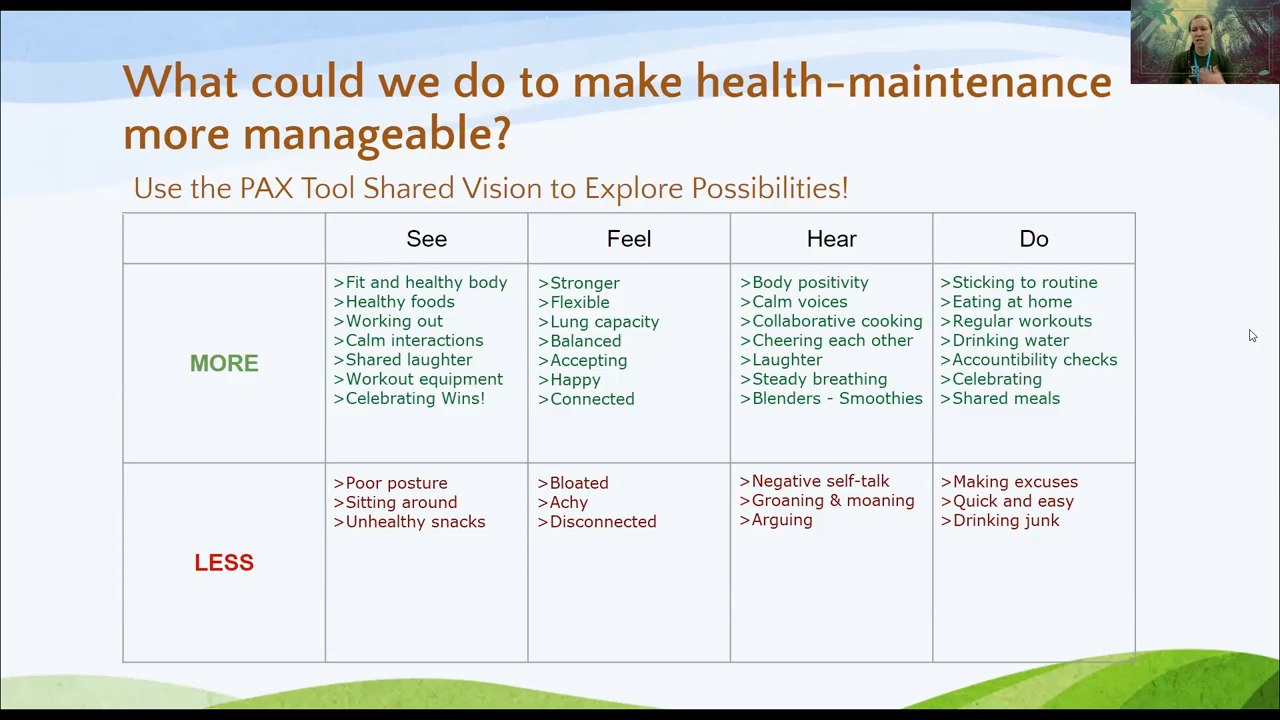 What could we do to make health-maintenance
more manageable?
Use the PAX Tool Shared Vision to Explore Possibilities!
See
Feel
Hear
Do
MORE
>Fit and healthy body
>Healthy foods
>Working out
>Calm interactions
>Shared laughter
>Workout equipment
>Celebrating Wins!
>Stronger
>Flexible
>Lung capacity
>Balanced
>Accepting
>Happy
>Connected
>Body positivity
>Calm voices
>Collaborative cooking
>Cheering each other
>Laughter
>Steady breathing
>Blenders - Smoothies
>Sticking to routine
>Eating at home
>Regular workouts
>Drinking water
>Accountibility checks
>Celebrating
>Shared meals
LESS
>Poor posture
>Sitting around
>Unhealthy snacks
>Bloated
>Achy
>Disconnected
>Negative self-talk
>Groaning & moaning
>Arguing
>Making excuses
>Quick and easy
>Drinking junk